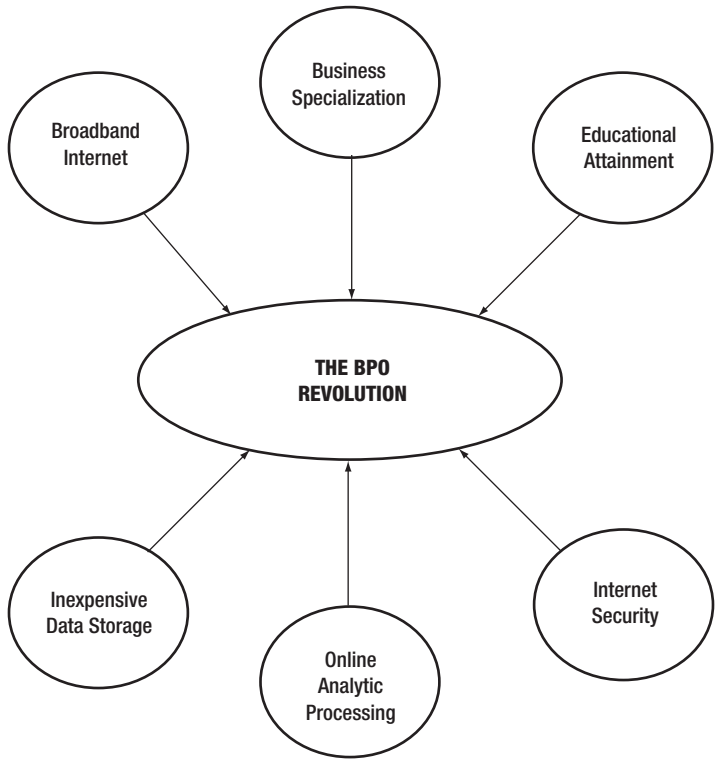 Business
Specialization
Broadband
Internet
Educational
Attainment
THE BPO
REVOLUTION
Inexpensive
Data Storage
Online
Analytic
Processing
Internet
Security